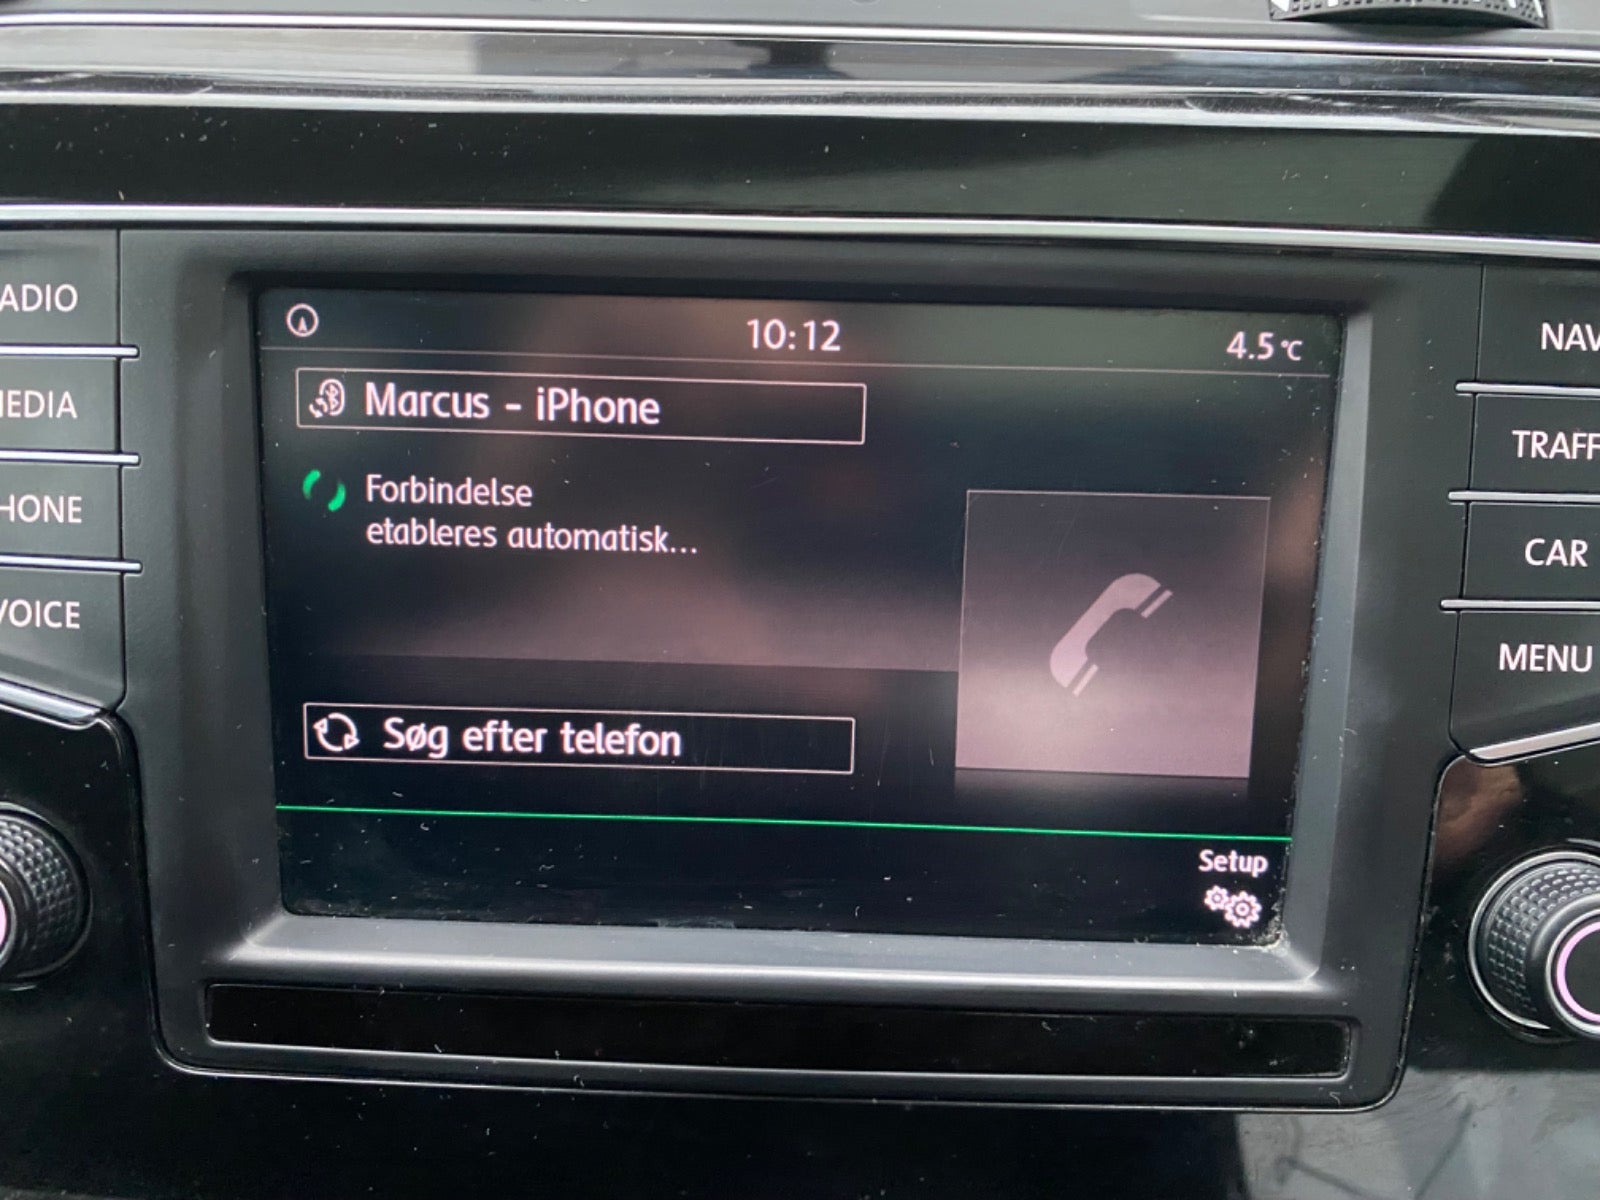 10:12
4.5°C
Marcus - iPhone
Forbindelse
etableres automatisk...
Søg efter telefon
Setup
ADIO
MEDIA
HONE
VOICE
NAV
TRAFF
CAR
MENU